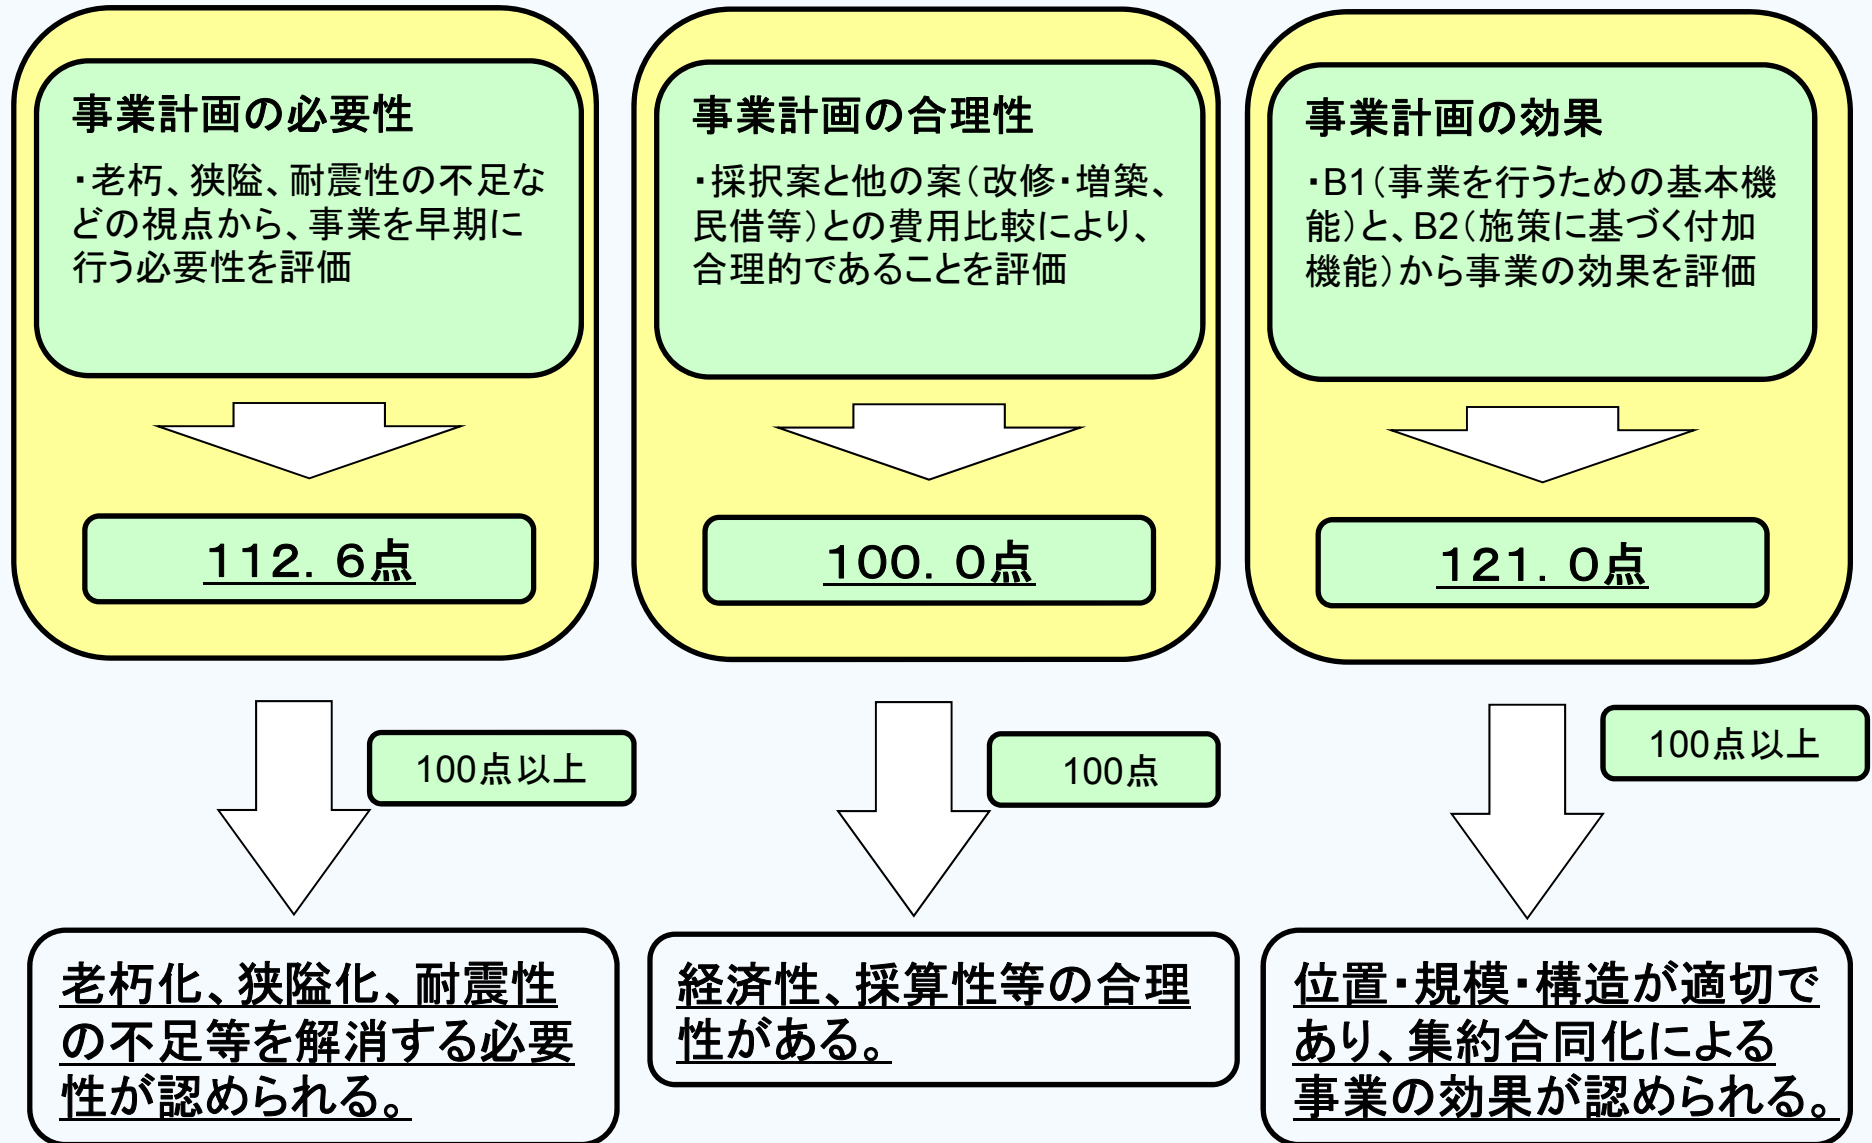 事業計画の必要性
・老朽、狭隘、耐震性の不足な
どの視点から、事業を早期に
行う必要性を評価
112.6点
100点以上
老朽化、狭隘化、耐震性
の不足等を解消する必要
性が認められる。
事業計画の合理性
・採択案と他の案(改修・増築、
民借等)との費用比較により、
合理的であることを評価
100.0点
100点
経済性、採算性等の合理
性がある。
事業計画の効果
・B1(事業を行うための基本機
能)と、B2(施策に基づく付加
機能)から事業の効果を評価
121.0点
100点以上
位置・規模・構造が適切で
あり、集約合同化による
事業の効果が認められる。